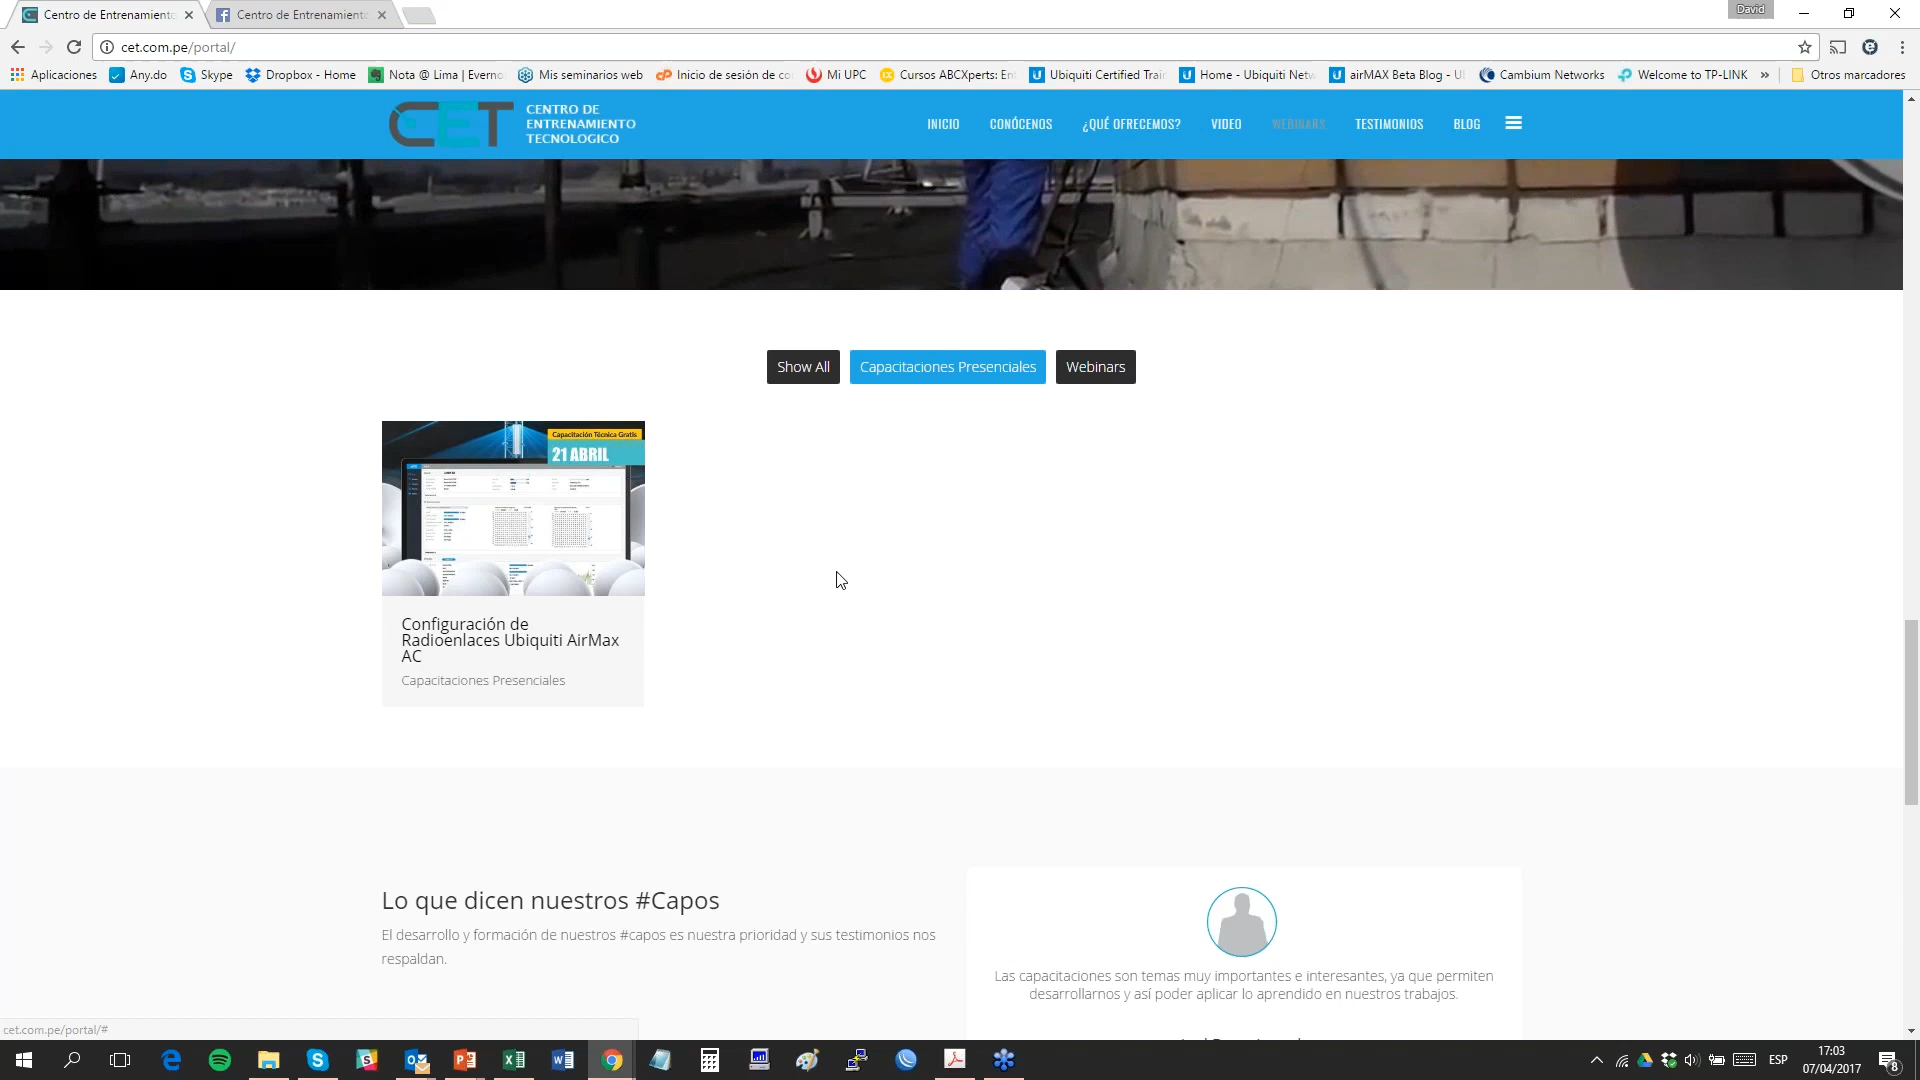 Centro de Entrenamiento
Centro de Entrenamiento
David
cet.com.pe/portal/
Aplicaciones
Any.do
Skype
Dropbox - Home
Nota @ Lima | Everno
Mis seminarios web
Inicio de sesión de co
Mi UPC
Cursos ABCXperts: En
Ubiquiti Certified Trai
Home - Ubiquiti Netw
airMAX Beta Blog - U
Cambium Networks
Welcome to TP-LINK
»
Otros marcadores
CET
CENTRO DE
ENTRENAMIENTO
TECNOLOGICO
INICIO
CONÓCENOS
¿QUÉ OFRECEMOS?
VIDEO
WEBINARS
TESTIMONIOS
BLOG
Show All
Capacitaciones Presenciales
Webinars
Capacitación Técnica Gratis
21 ABRIL
Configuración de
Radioenlaces Ubiquiti AirMax
AC
Capacitaciones Presenciales
Lo que dicen nuestros #Capos
El desarrollo y formación de nuestros #capos es nuestra prioridad y sus testimonios nos
respaldan.
Las capacitaciones son temas muy importantes e interesantes, ya que permiten
desarrollarnos y así poder aplicar lo aprendido en nuestros trabajos.
cet.com.pe/portal/#
ESP
17:03
07/04/2017
8